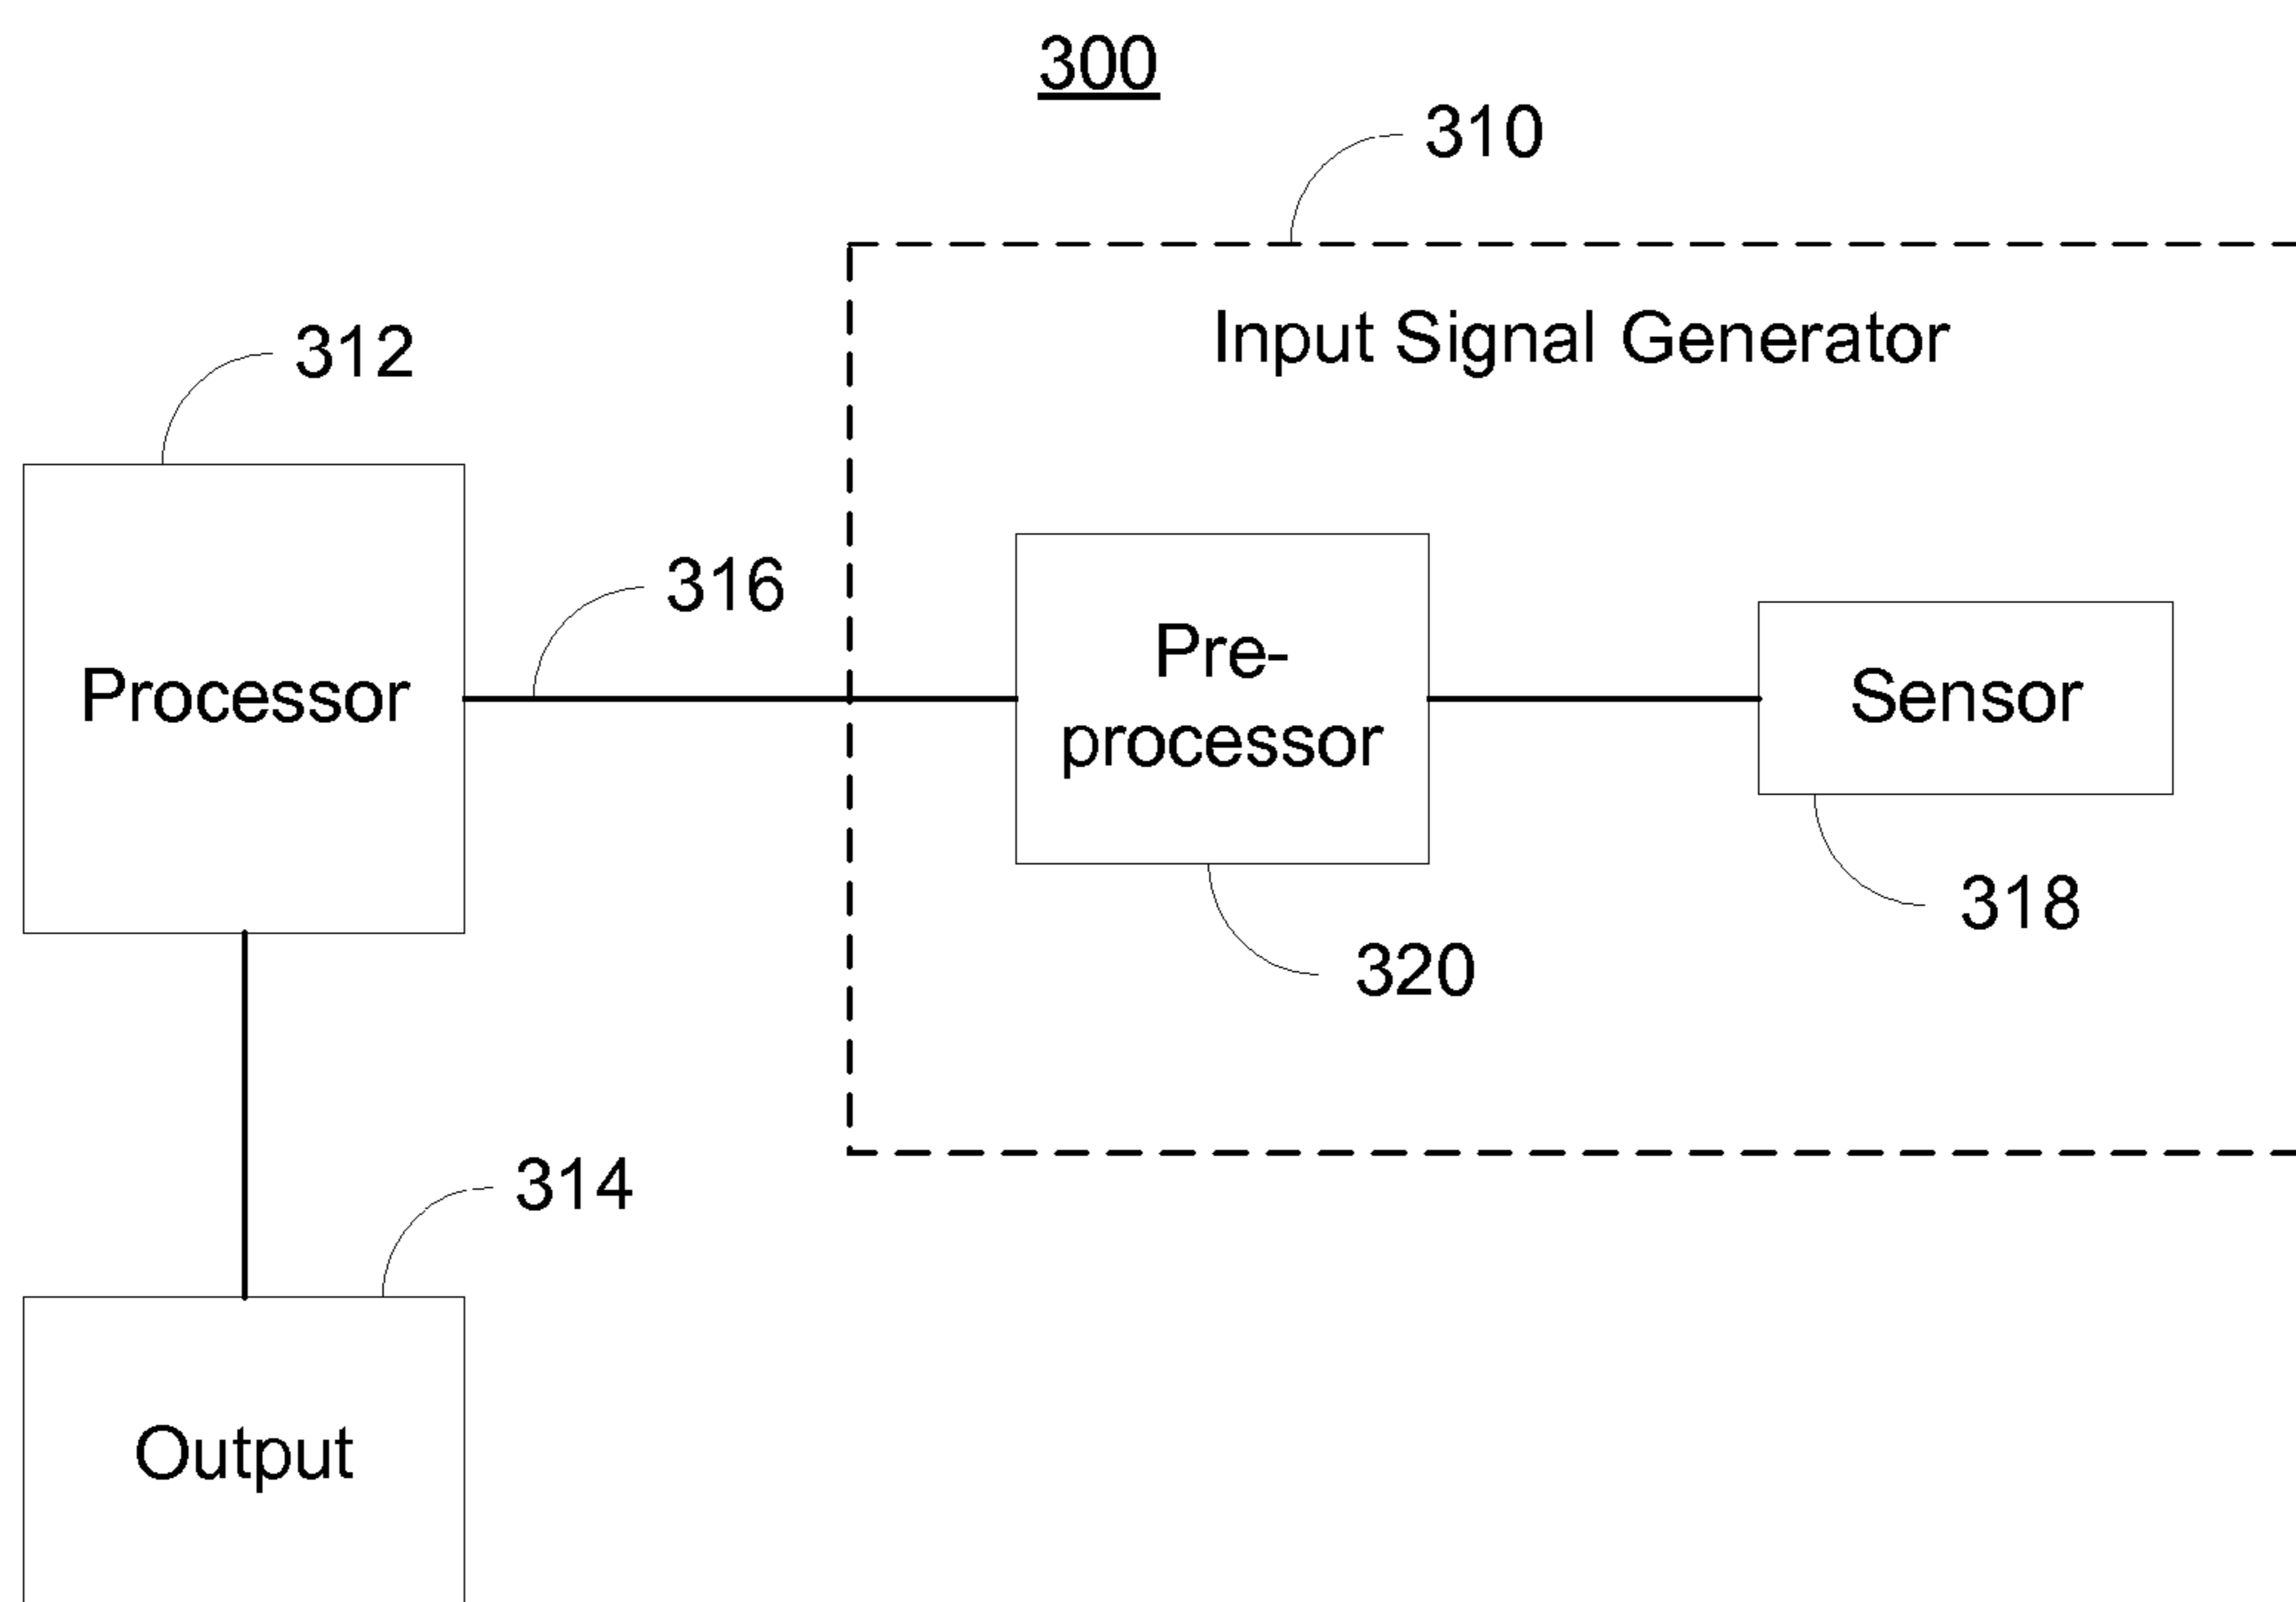 300
310
Input Signal Generator
312
316
Processor
Pre-
processor
Sensor
318
320
314
Output